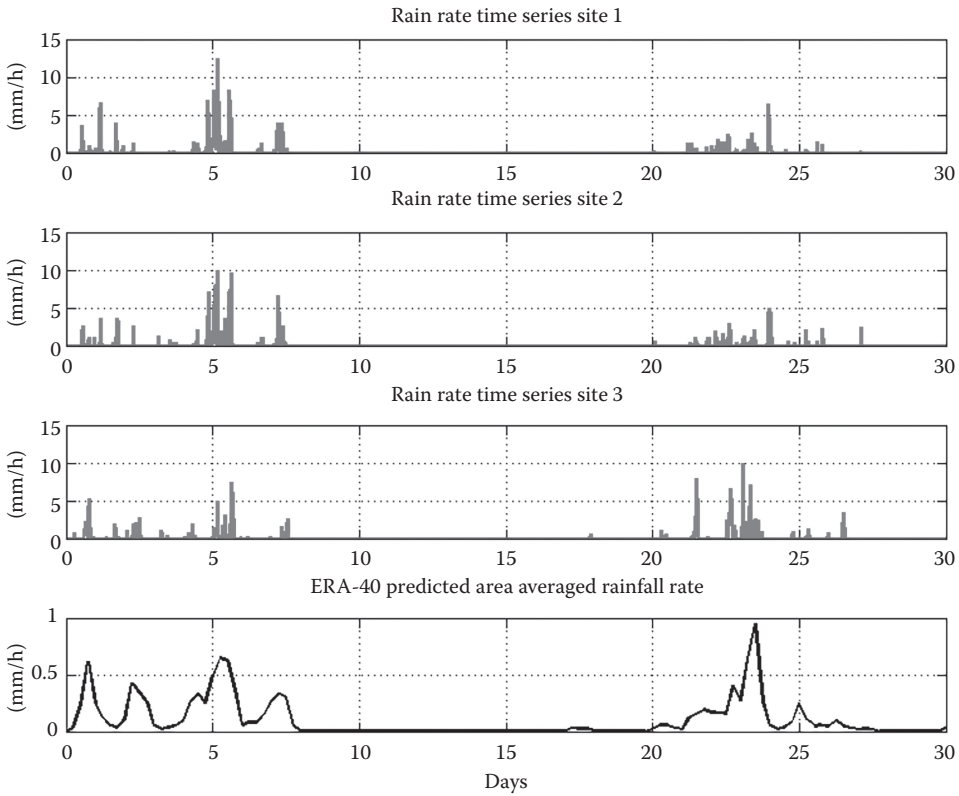 Rain rate time series site 1
(mm/h)
15
10
5
0
0 5 10 15 20 25 30
Rain rate time series site 2
(mm/h)
15
10
5
0
0 5 10 15 20 25 30
Rain rate time series site 3
(mm/h)
15
10
5
0
0 5 10 15 20 25 30
ERA-40 predicted area averaged rainfall rate
(mm/h)
1
0.5
0
0 5 10 15 20 25 30
Days